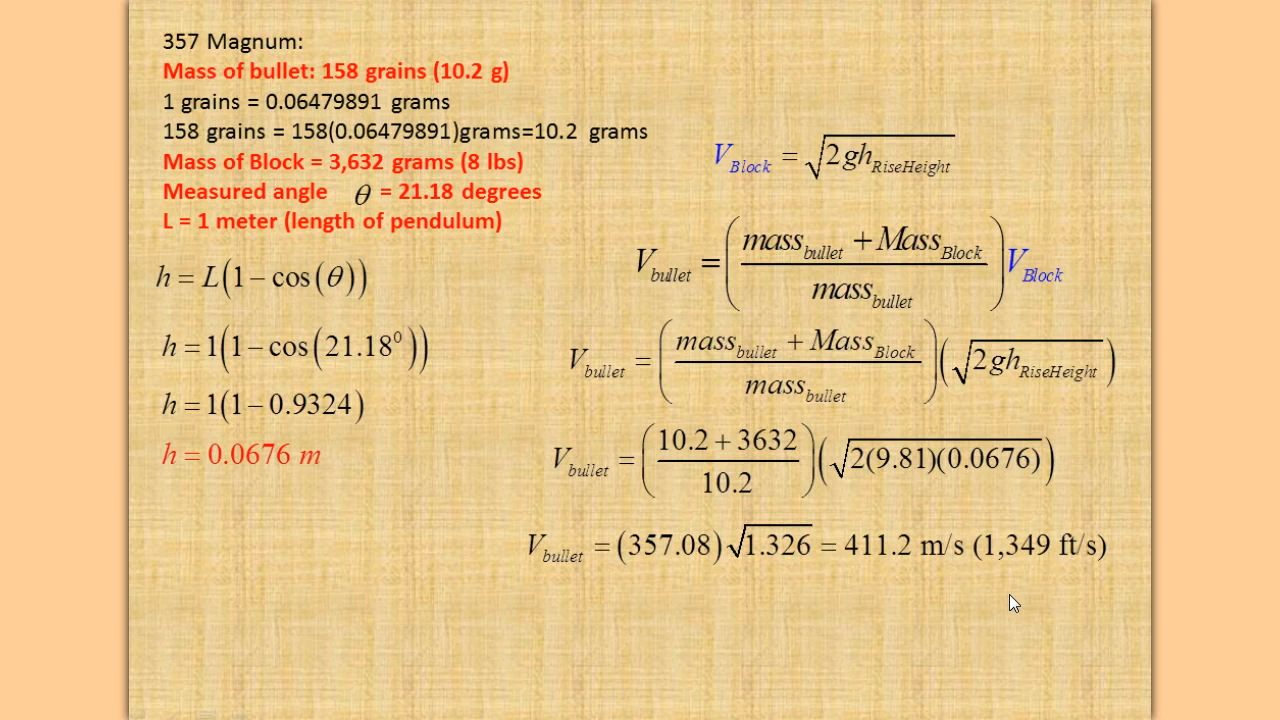 357 Magnum:
Mass of bullet: 158 grains (10.2 g)
1 grains = 0.06479891 grams
158 grains = 158(0.06479891)grams=10.2 grams
Mass of Block = 3,632 grams (8 lbs)
Measured angle θ = 21.18 degrees
L = 1 meter (length of pendulum)
h = L(1 − cos(θ))
h = 1(1 − cos(21.18⁰))
h = 1(1 − 0.9324)
h = 0.0676 m
V_Block = √(2gh_RiseHeight)
V_bullet = ((mass_bullet + Mass_Block) / mass_bullet) V_Block
V_bullet = ((mass_bullet + Mass_Block) / mass_bullet) (√(2gh_RiseHeight))
V_bullet = ((10.2 + 3632) / 10.2) (√(2(9.81)(0.0676)))
V_bullet = (357.08)√1.326 = 411.2 m/s (1,349 ft/s)